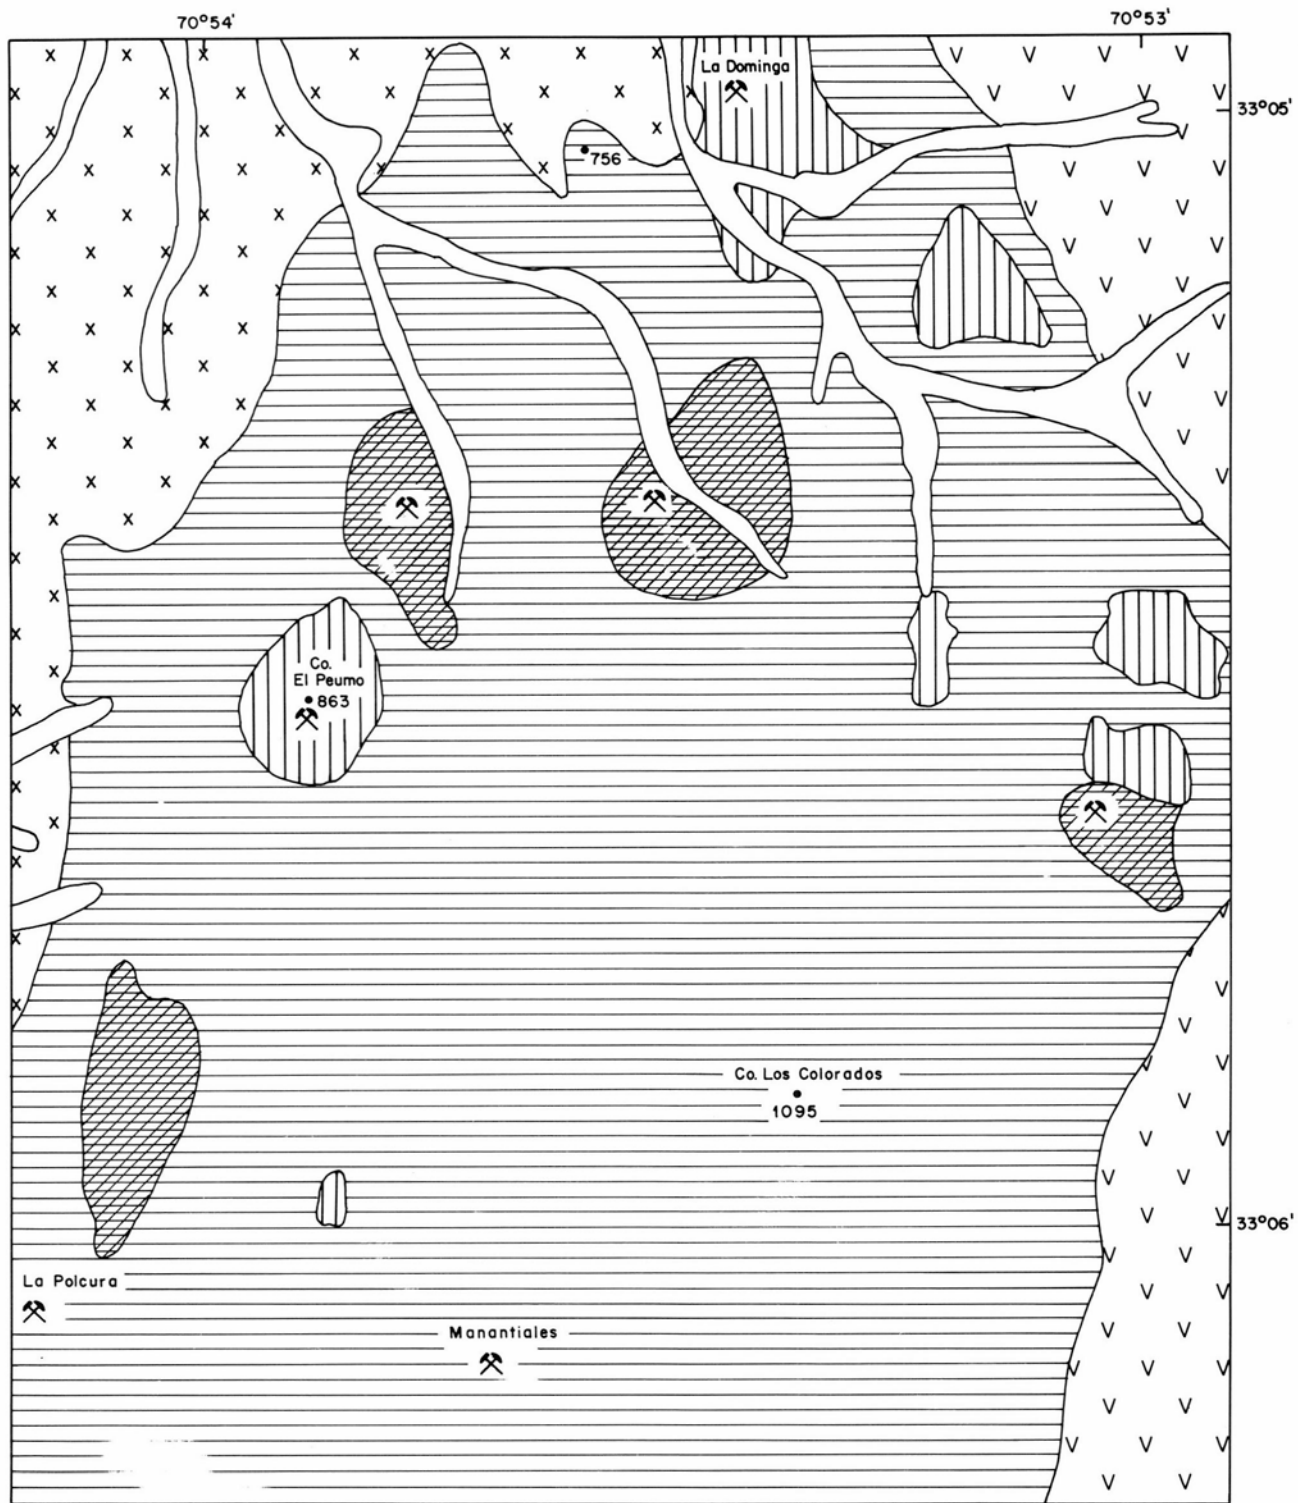 70°54'
70°53'
La Dominga
33°05'
756
Co.
El Peumo
863
Co. Los Colorados
1095
33°06'
La Polcura
Manantiales